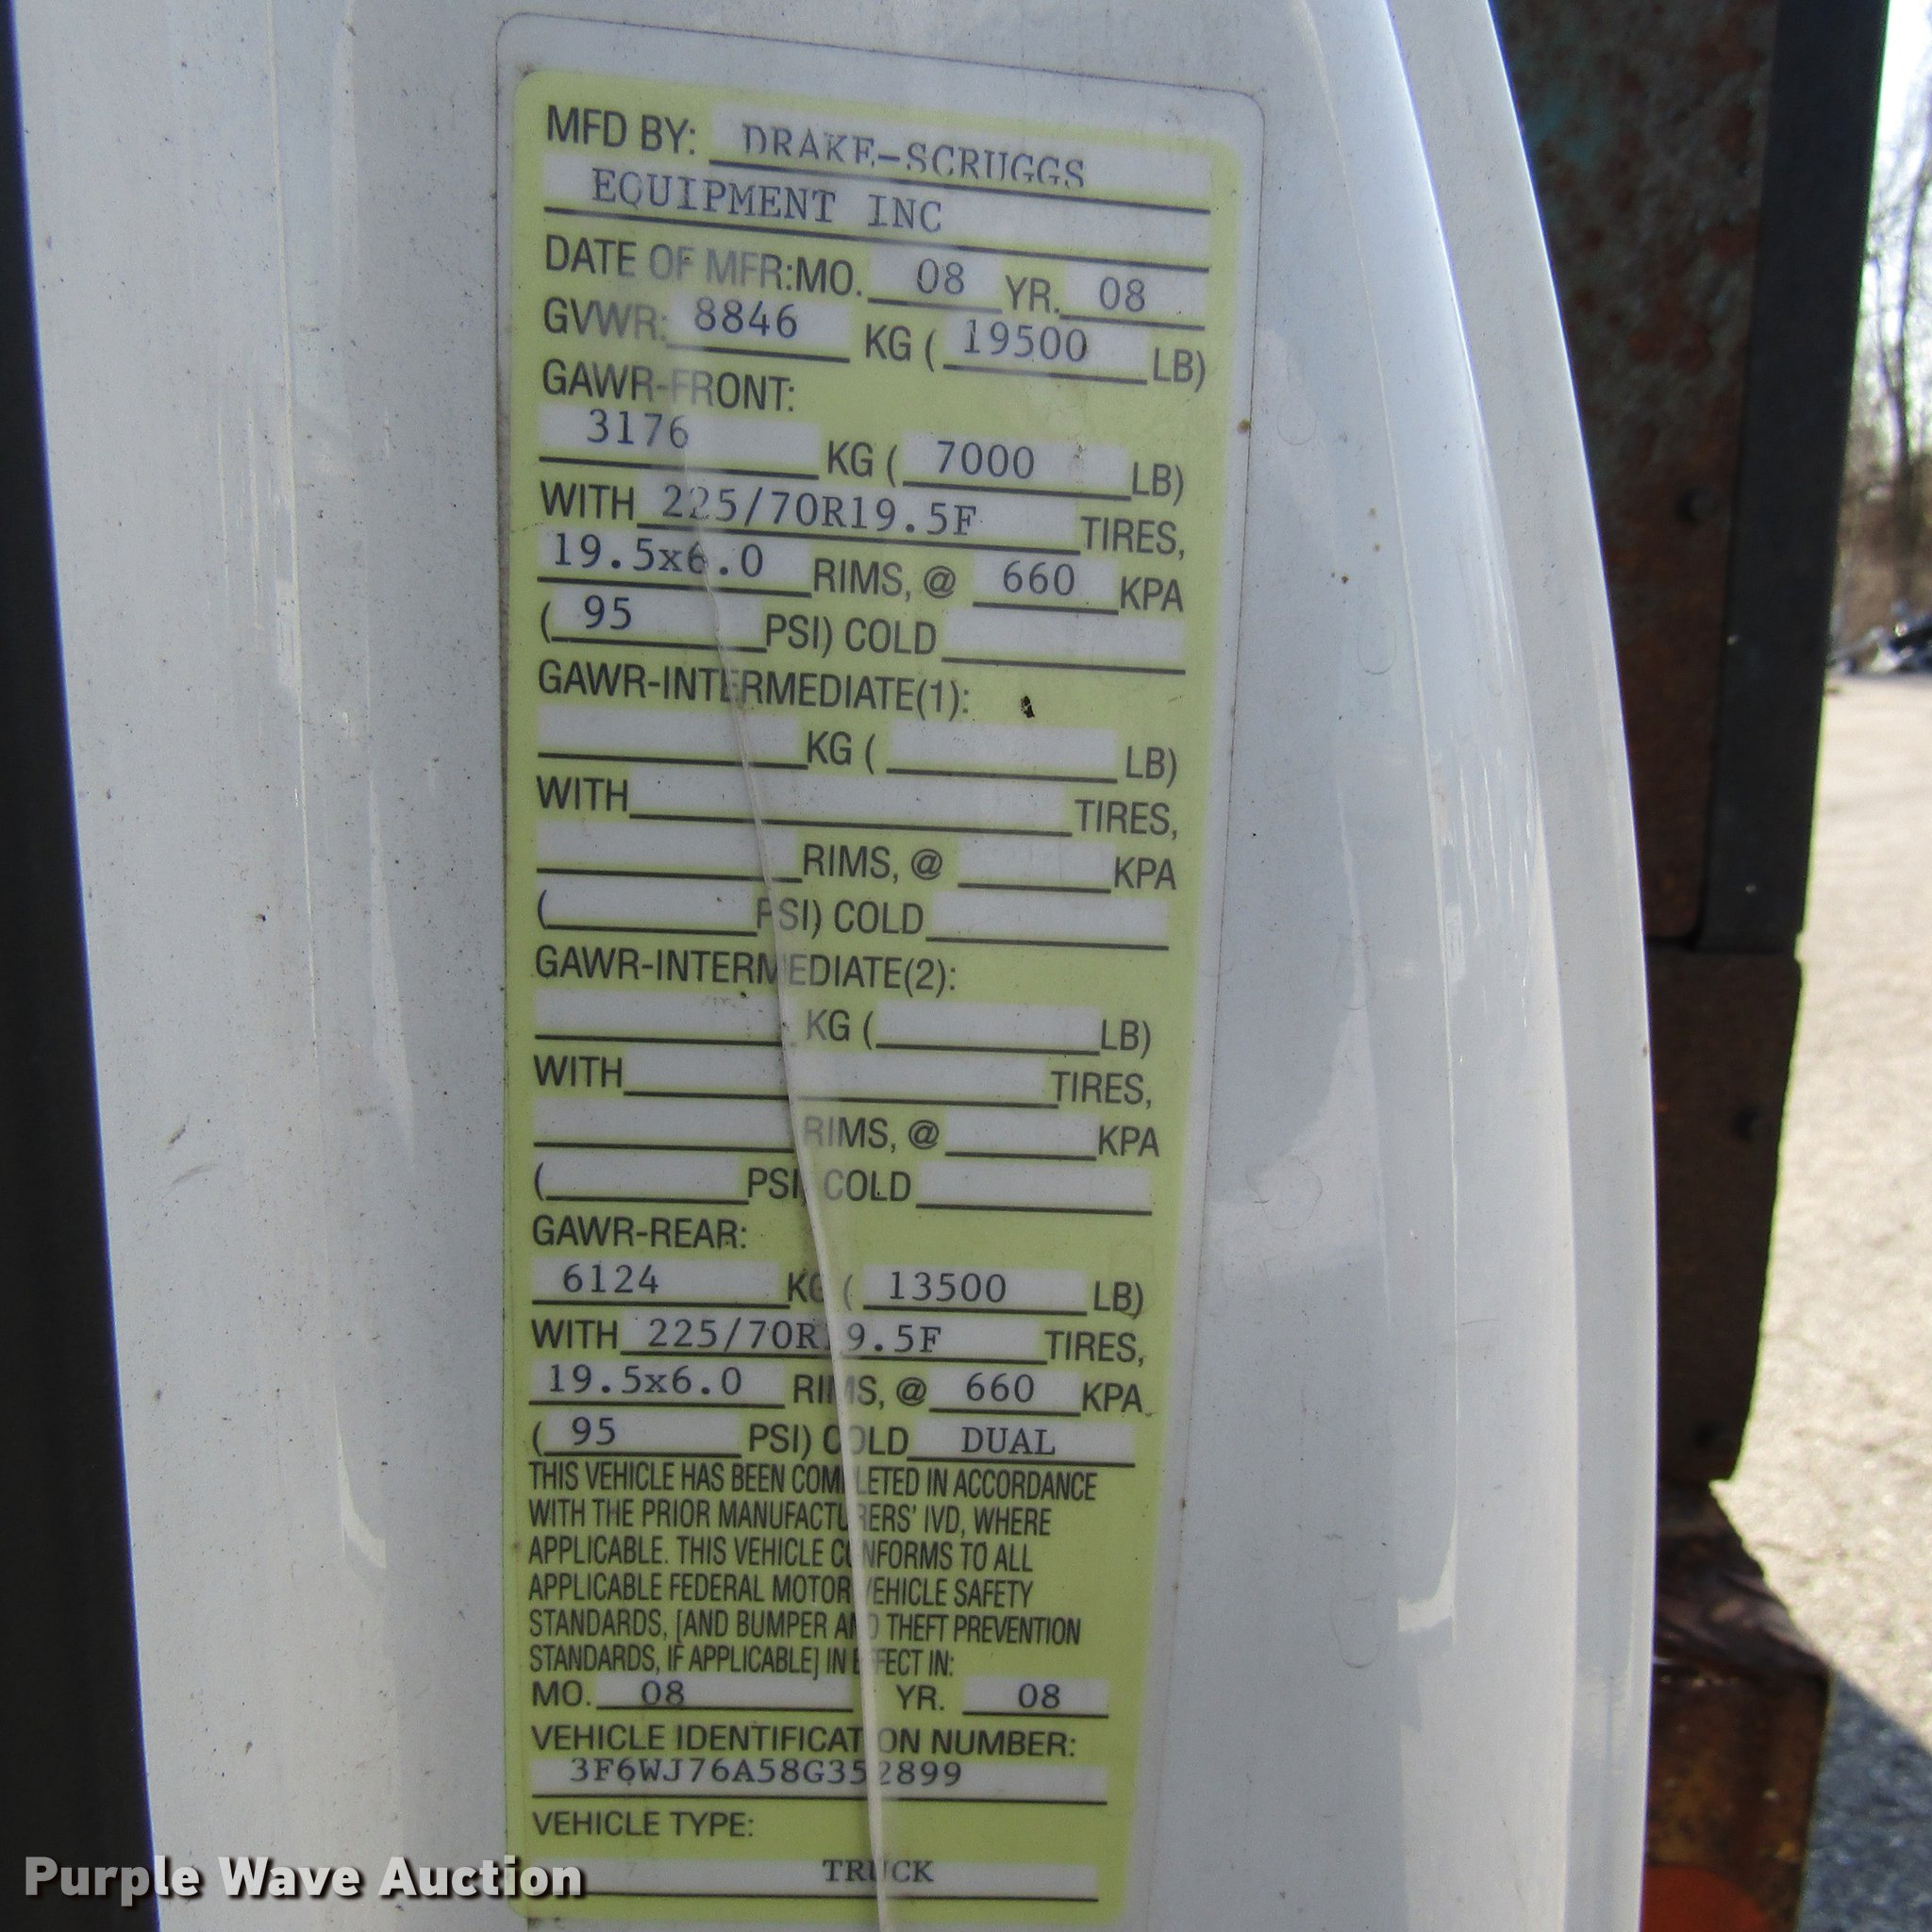 MFD BY: DRAKE-SCRUGGS
EQUIPMENT INC
DATE OF MFR:MO. 08 YR. 08
GVWR: 8846 KG ( 19500 LB)
GAWR-FRONT:
3176 KG ( 7000 LB)
WITH 225/70R19.5F TIRES,
19.5x6.0 RIMS, @ 660 KPA
( 95 PSI) COLD
GAWR-INTERMEDIATE(1):
KG ( LB)
WITH TIRES,
RIMS, @ KPA
( PSI) COLD
GAWR-INTERMEDIATE(2):
KG ( LB)
WITH TIRES,
RIMS, @ KPA
( PSI) COLD
GAWR-REAR:
6124 KG ( 13500 LB)
WITH 225/70R19.5F TIRES,
19.5x6.0 RIMS, @ 660 KPA
( 95 PSI) COLD DUAL
THIS VEHICLE HAS BEEN COMPLETED IN ACCORDANCE
WITH THE PRIOR MANUFACTURERS' IVD, WHERE
APPLICABLE. THIS VEHICLE CONFORMS TO ALL
APPLICABLE FEDERAL MOTOR VEHICLE SAFETY
STANDARDS, [AND BUMPER AND THEFT PREVENTION
STANDARDS, IF APPLICABLE] IN EFFECT IN:
MO. 08 YR. 08
VEHICLE IDENTIFICATION NUMBER:
3F6WJ76A58G352899
VEHICLE TYPE:
TRUCK
Purple Wave Auction